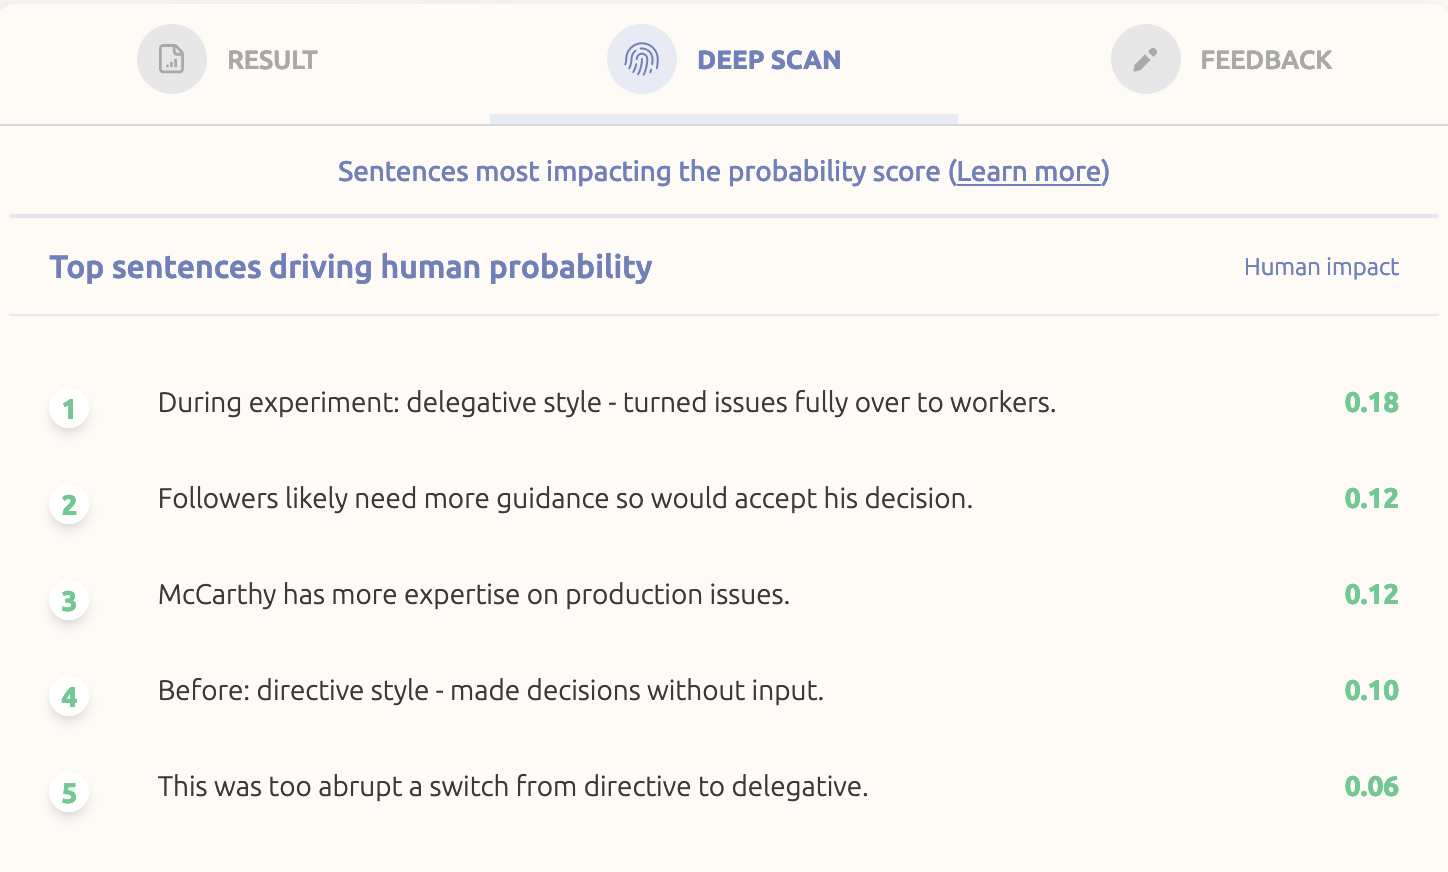 RESULT
DEEP SCAN
FEEDBACK
Sentences most impacting the probability score (Learn more)
Top sentences driving human probability
Human impact
1 During experiment: delegative style - turned issues fully over to workers. 0.18
2 Followers likely need more guidance so would accept his decision. 0.12
3 McCarthy has more expertise on production issues. 0.12
4 Before: directive style - made decisions without input. 0.10
5 This was too abrupt a switch from directive to delegative. 0.06